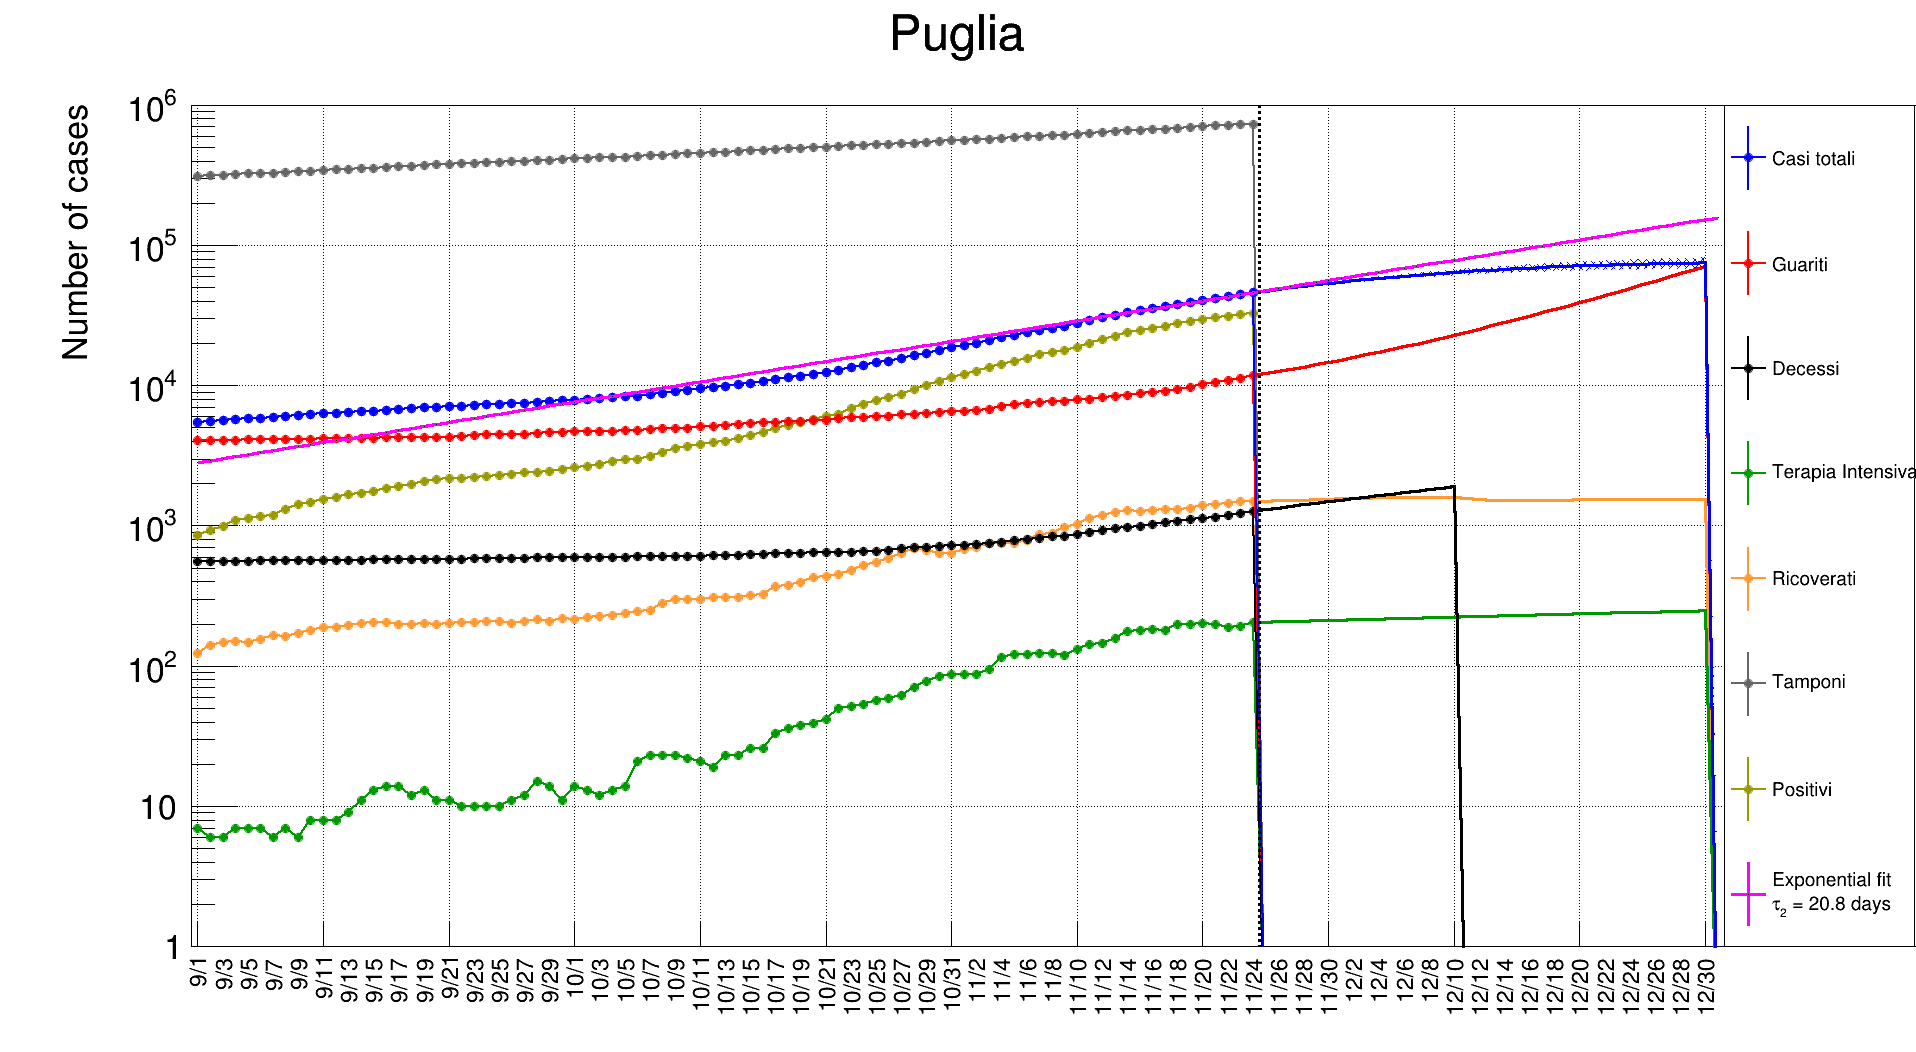 Puglia
Number of cases
10^6
10^5
10^4
10^3
10^2
10
1
9/1 9/3 9/5 9/7 9/9 9/11 9/13 9/15 9/17 9/19 9/21 9/23 9/25 9/27 9/29 10/1 10/3 10/5 10/7 10/9 10/11 10/13 10/15 10/17 10/19 10/21 10/23 10/25 10/27 10/29 10/31 11/2 11/4 11/6 11/8 11/10 11/12 11/14 11/16 11/18 11/20 11/22 11/24 11/26 11/28 11/30 12/2 12/4 12/6 12/8 12/10 12/12 12/14 12/16 12/18 12/20 12/22 12/24 12/26 12/28 12/30
Casi totali
Guariti
Decessi
Terapia Intensiva
Ricoverati
Tamponi
Positivi
Exponential fit
τ₂ = 20.8 days